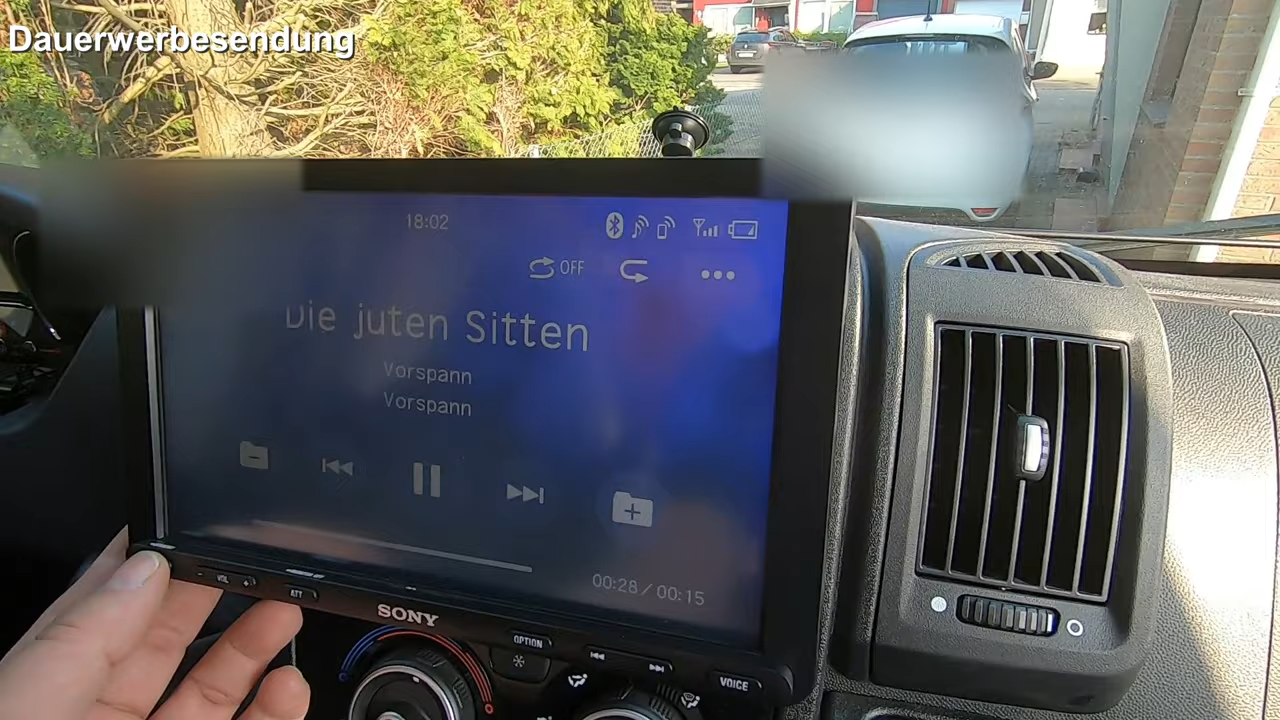 Dauerwerbesendung
18:02
OFF
Die juten Sitten
Vorspann
Vorspann
00:28 / 00:15
- VOL +
ATT
SONY
OPTION
VOICE